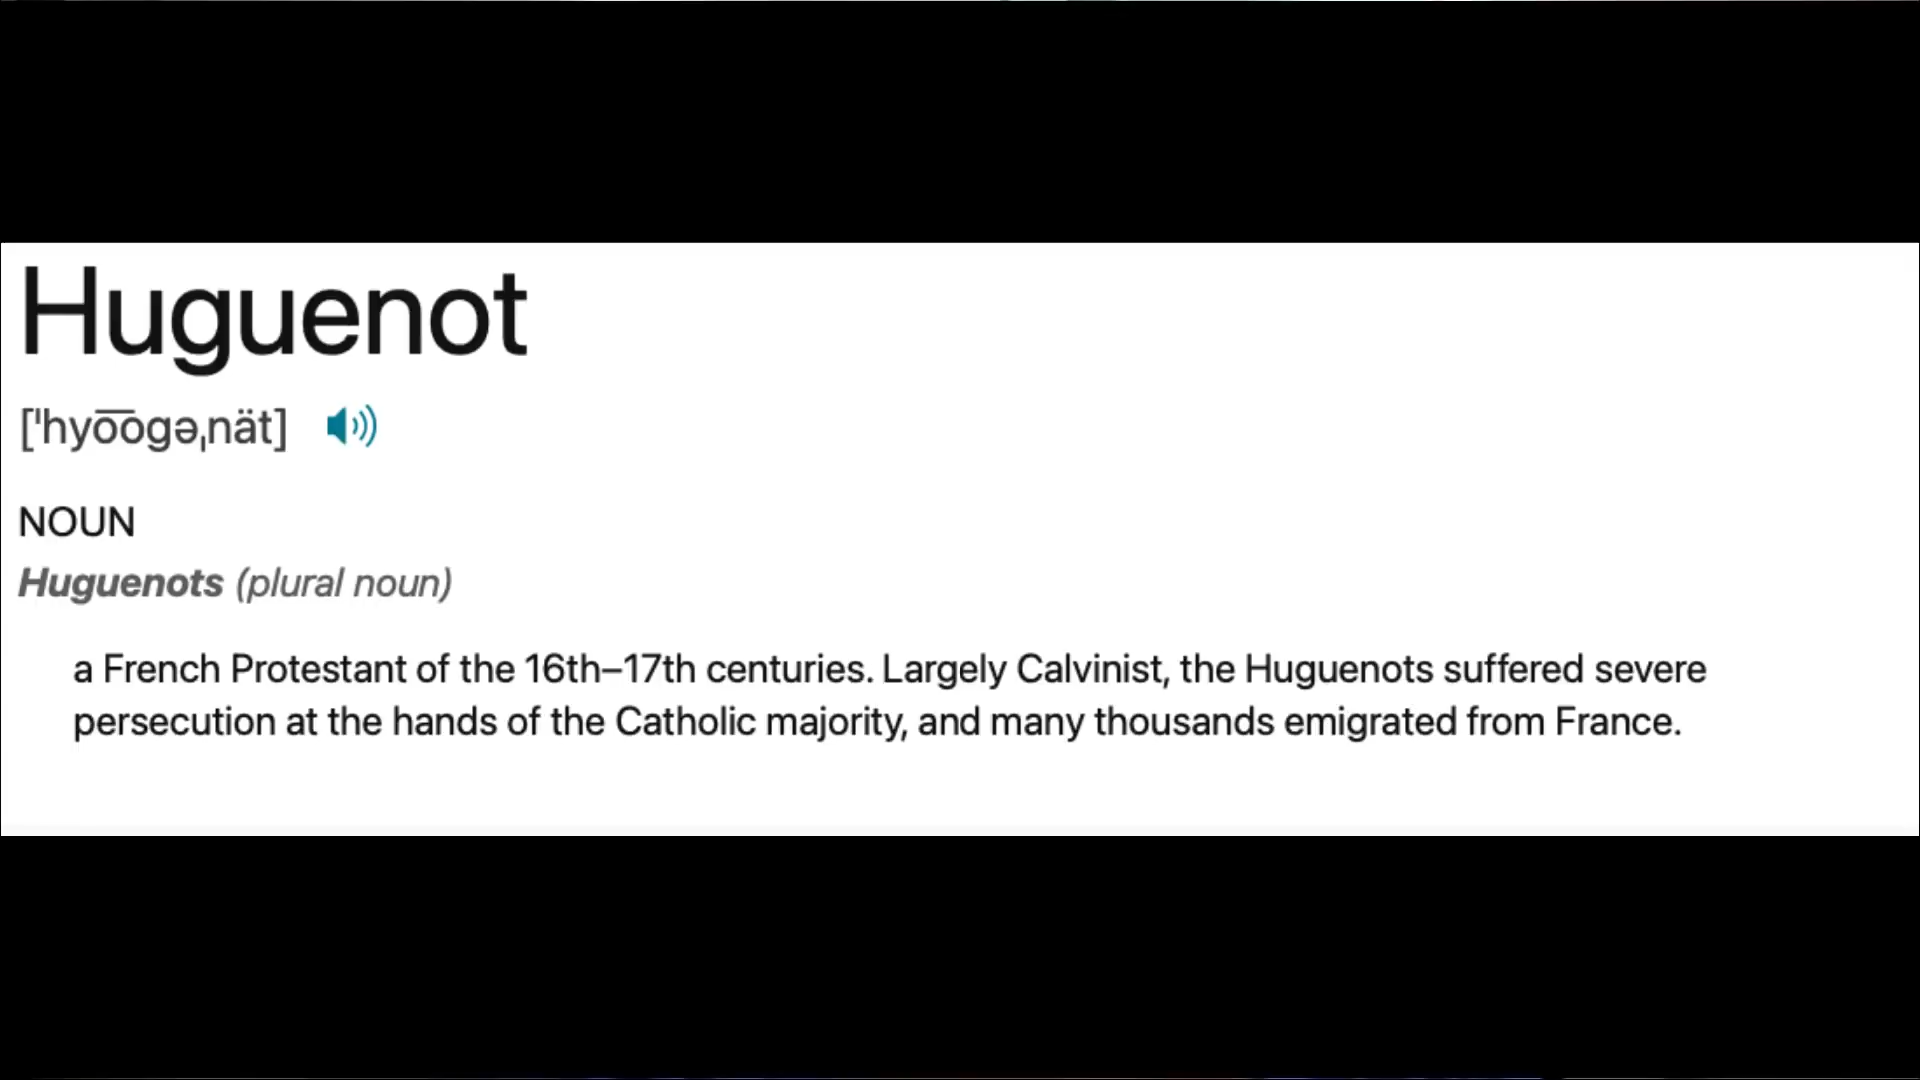 Huguenot
[ˈhyo͞ogəˌnät]
NOUN
Huguenots (plural noun)
a French Protestant of the 16th–17th centuries. Largely Calvinist, the Huguenots suffered severe
persecution at the hands of the Catholic majority, and many thousands emigrated from France.